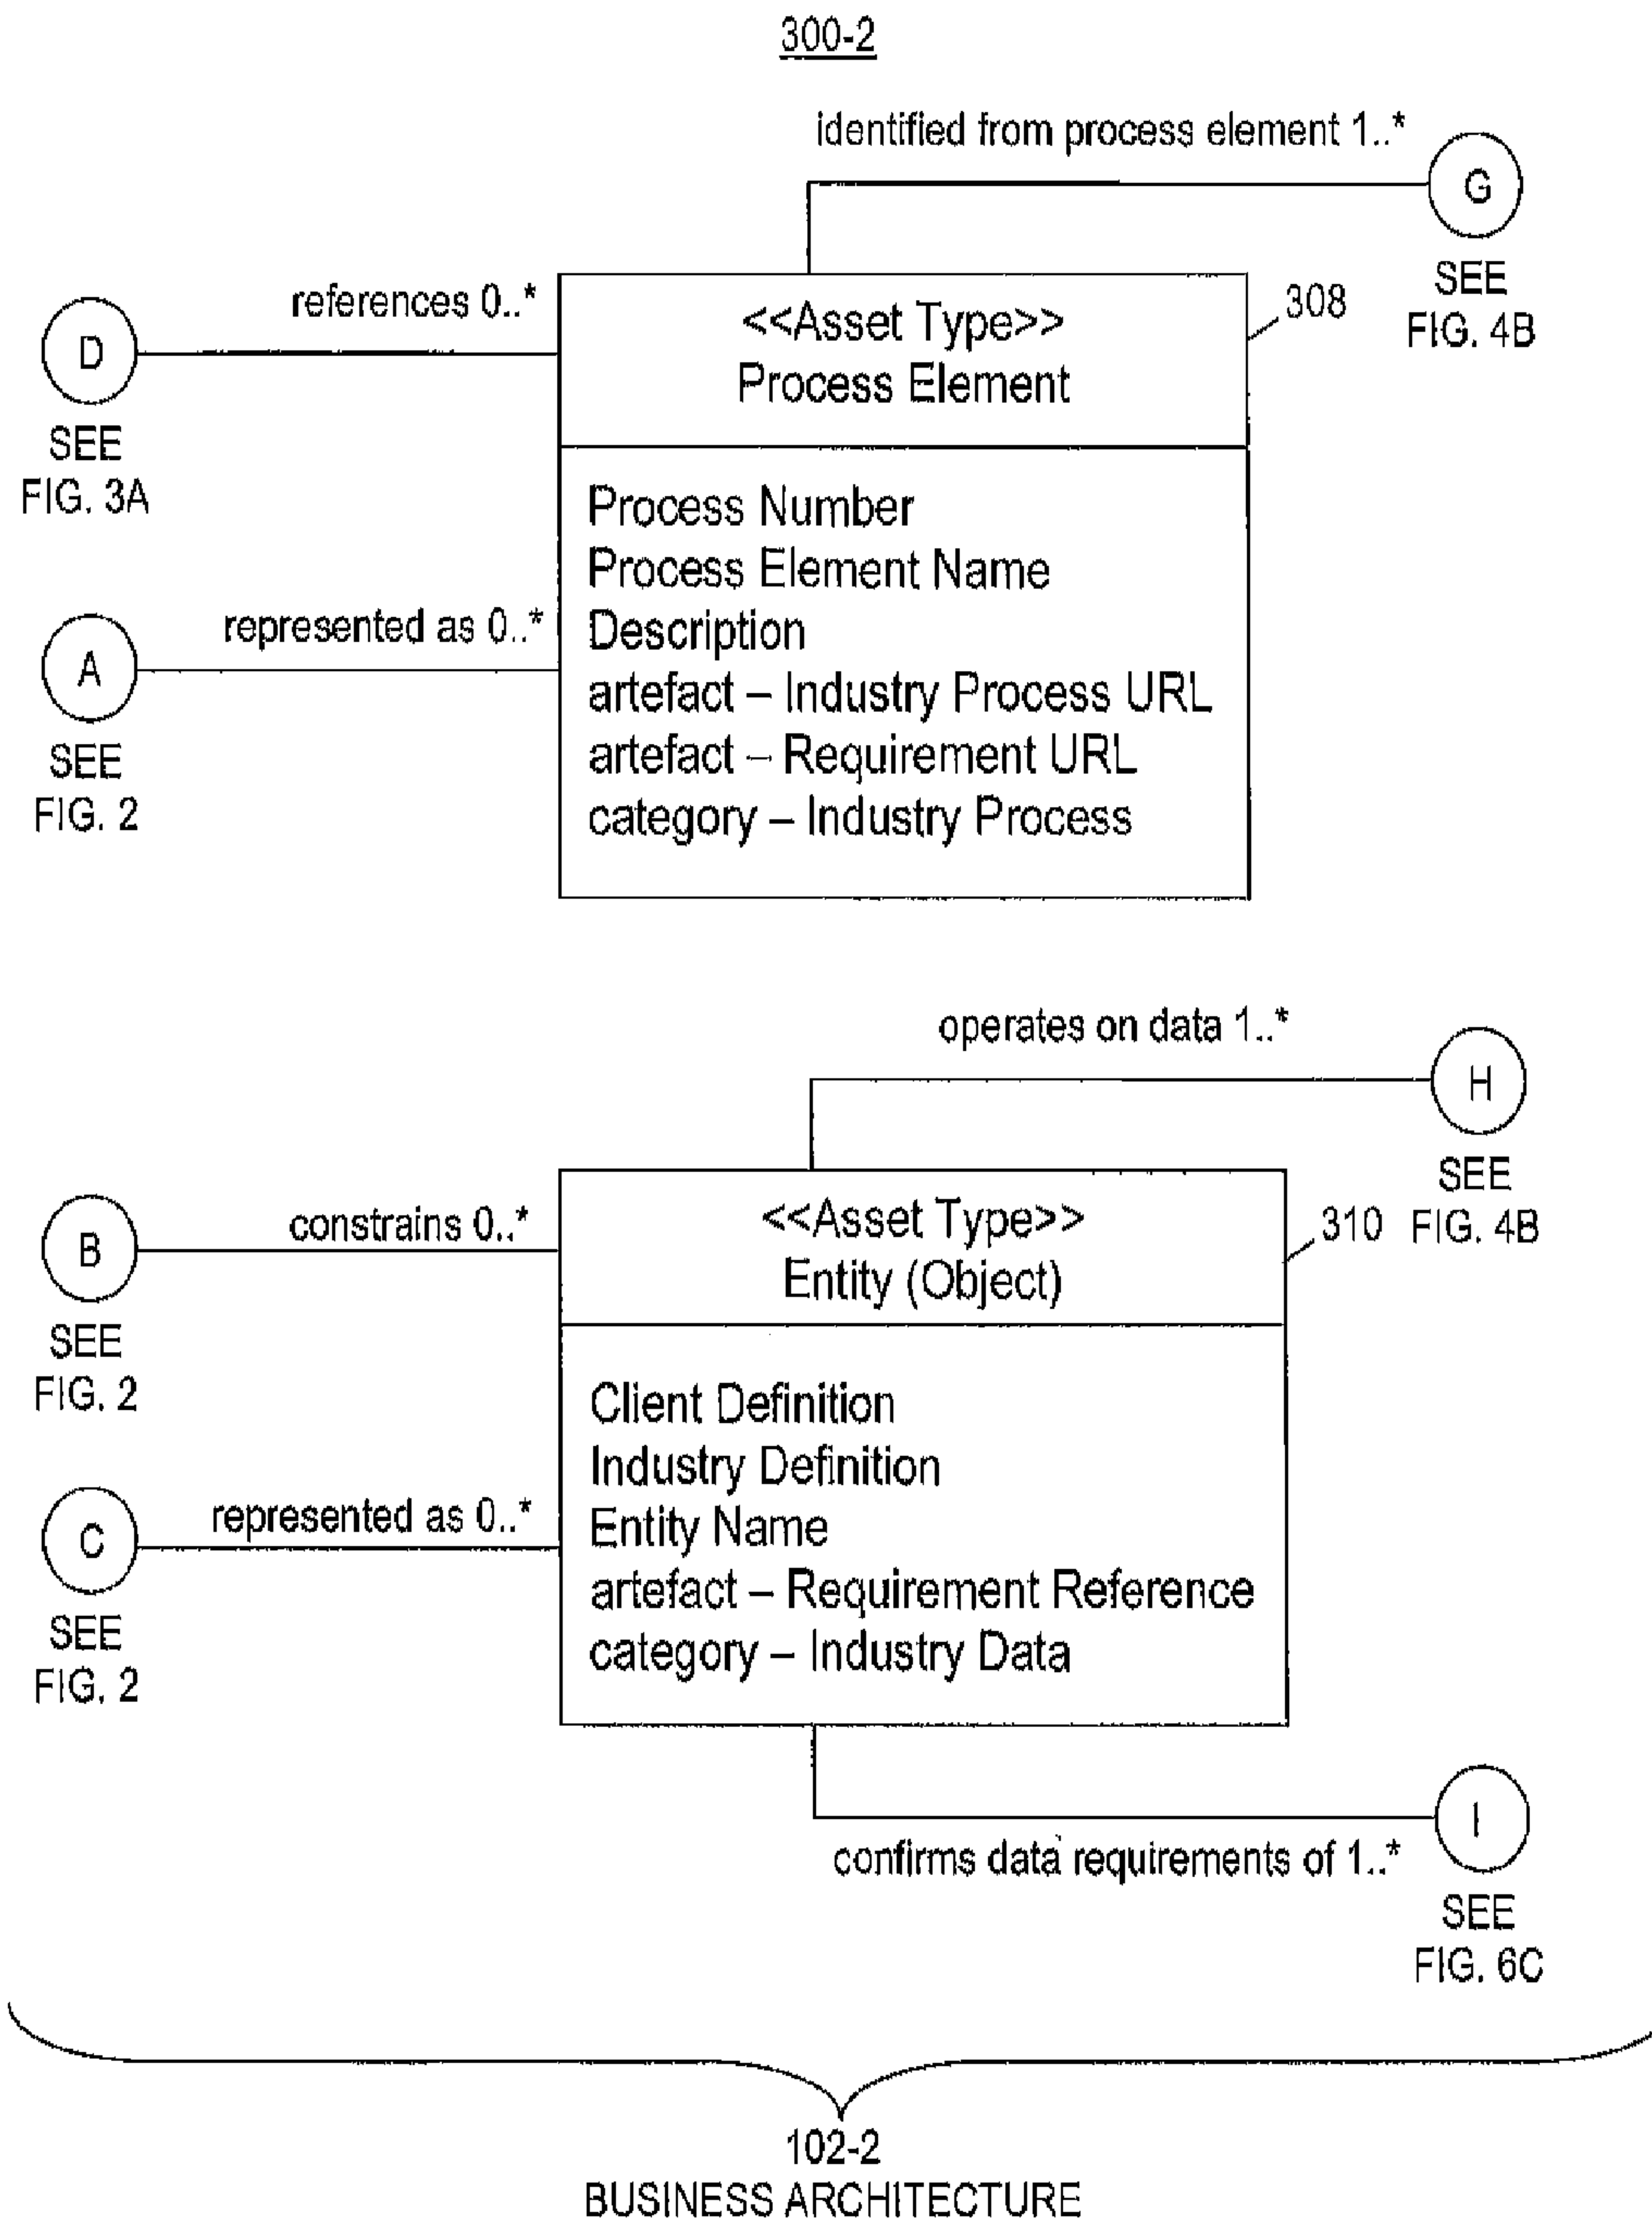 300-2
identified from process element 1..*
G
SEE
FIG. 4B
references 0..*
D
SEE
FIG. 3A
<<Asset Type>>
Process Element
308
Process Number
Process Element Name
Description
artefact – Industry Process URL
artefact – Requirement URL
category – Industry Process
represented as 0..*
A
SEE
FIG. 2
operates on data 1..*
H
SEE
FIG. 4B
constrains 0..*
B
SEE
FIG. 2
<<Asset Type>>
Entity (Object)
310
Client Definition
Industry Definition
Entity Name
artefact – Requirement Reference
category – Industry Data
represented as 0..*
C
SEE
FIG. 2
confirms data requirements of 1..*
I
SEE
FIG. 6C
102-2
BUSINESS ARCHITECTURE